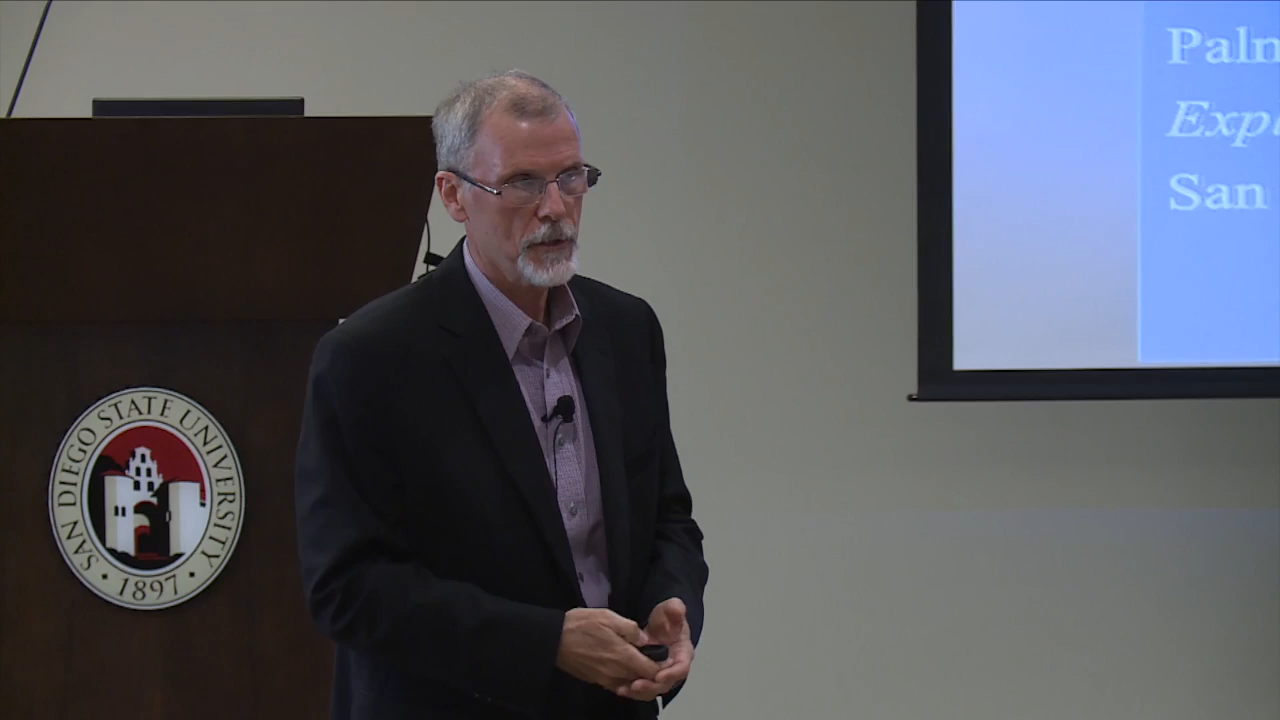 SAN DIEGO STATE UNIVERSITY
• 1897 •
Paln
Exp
San